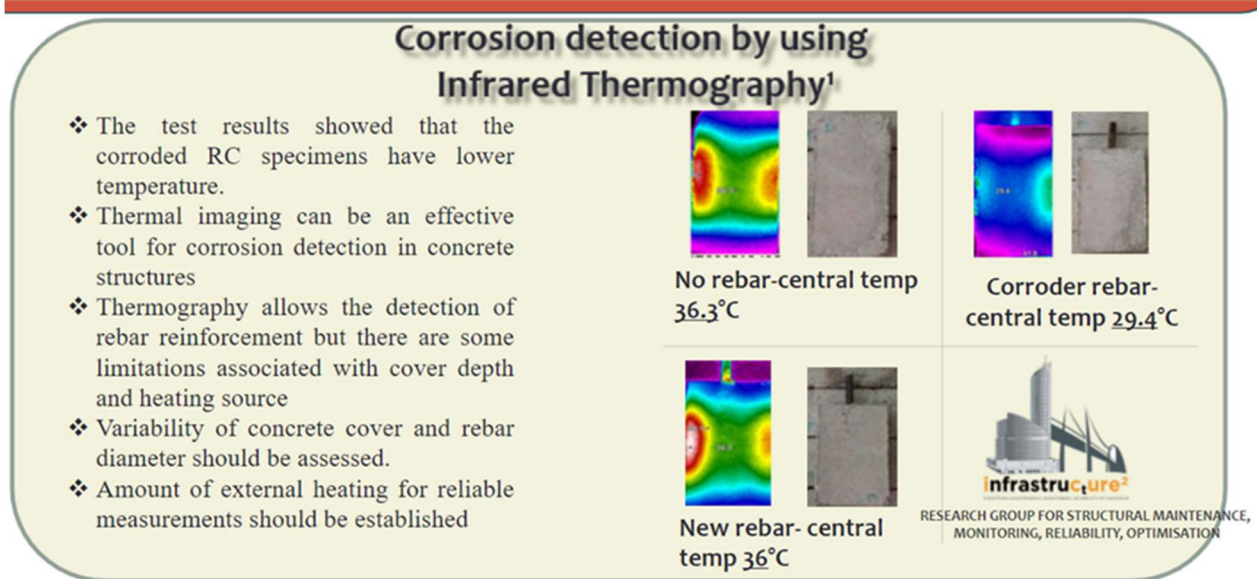 Corrosion detection by using
Infrared Thermography¹
❖ The test results showed that the
corroded RC specimens have lower
temperature.
❖ Thermal imaging can be an effective
tool for corrosion detection in concrete
structures
❖ Thermography allows the detection of
rebar reinforcement but there are some
limitations associated with cover depth
and heating source
❖ Variability of concrete cover and rebar
diameter should be assessed.
❖ Amount of external heating for reliable
measurements should be established
No rebar-central temp
36.3°C
29.4
Corroder rebar-
central temp 29.4°C
New rebar- central
temp 36°C
infrastructure²
RESEARCH GROUP FOR STRUCTURAL MAINTENANCE,
MONITORING, RELIABILITY, OPTIMISATION